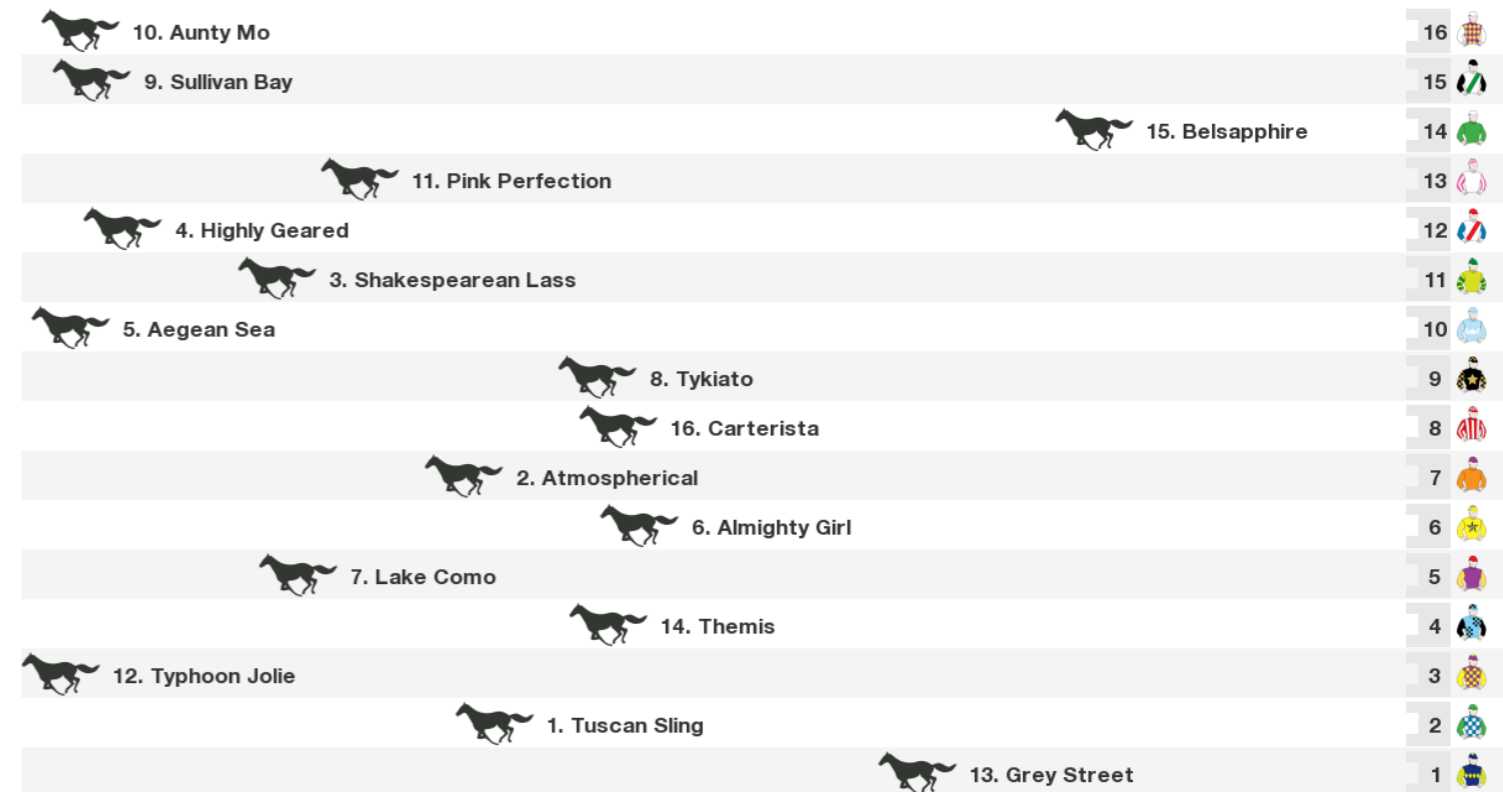 10. Aunty Mo 16
9. Sullivan Bay 15
15. Belsapphire 14
11. Pink Perfection 13
4. Highly Geared 12
3. Shakespearean Lass 11
5. Aegean Sea 10
8. Tykiato 9
16. Carterista 8
2. Atmospherical 7
6. Almighty Girl 6
7. Lake Como 5
14. Themis 4
12. Typhoon Jolie 3
1. Tuscan Sling 2
13. Grey Street 1